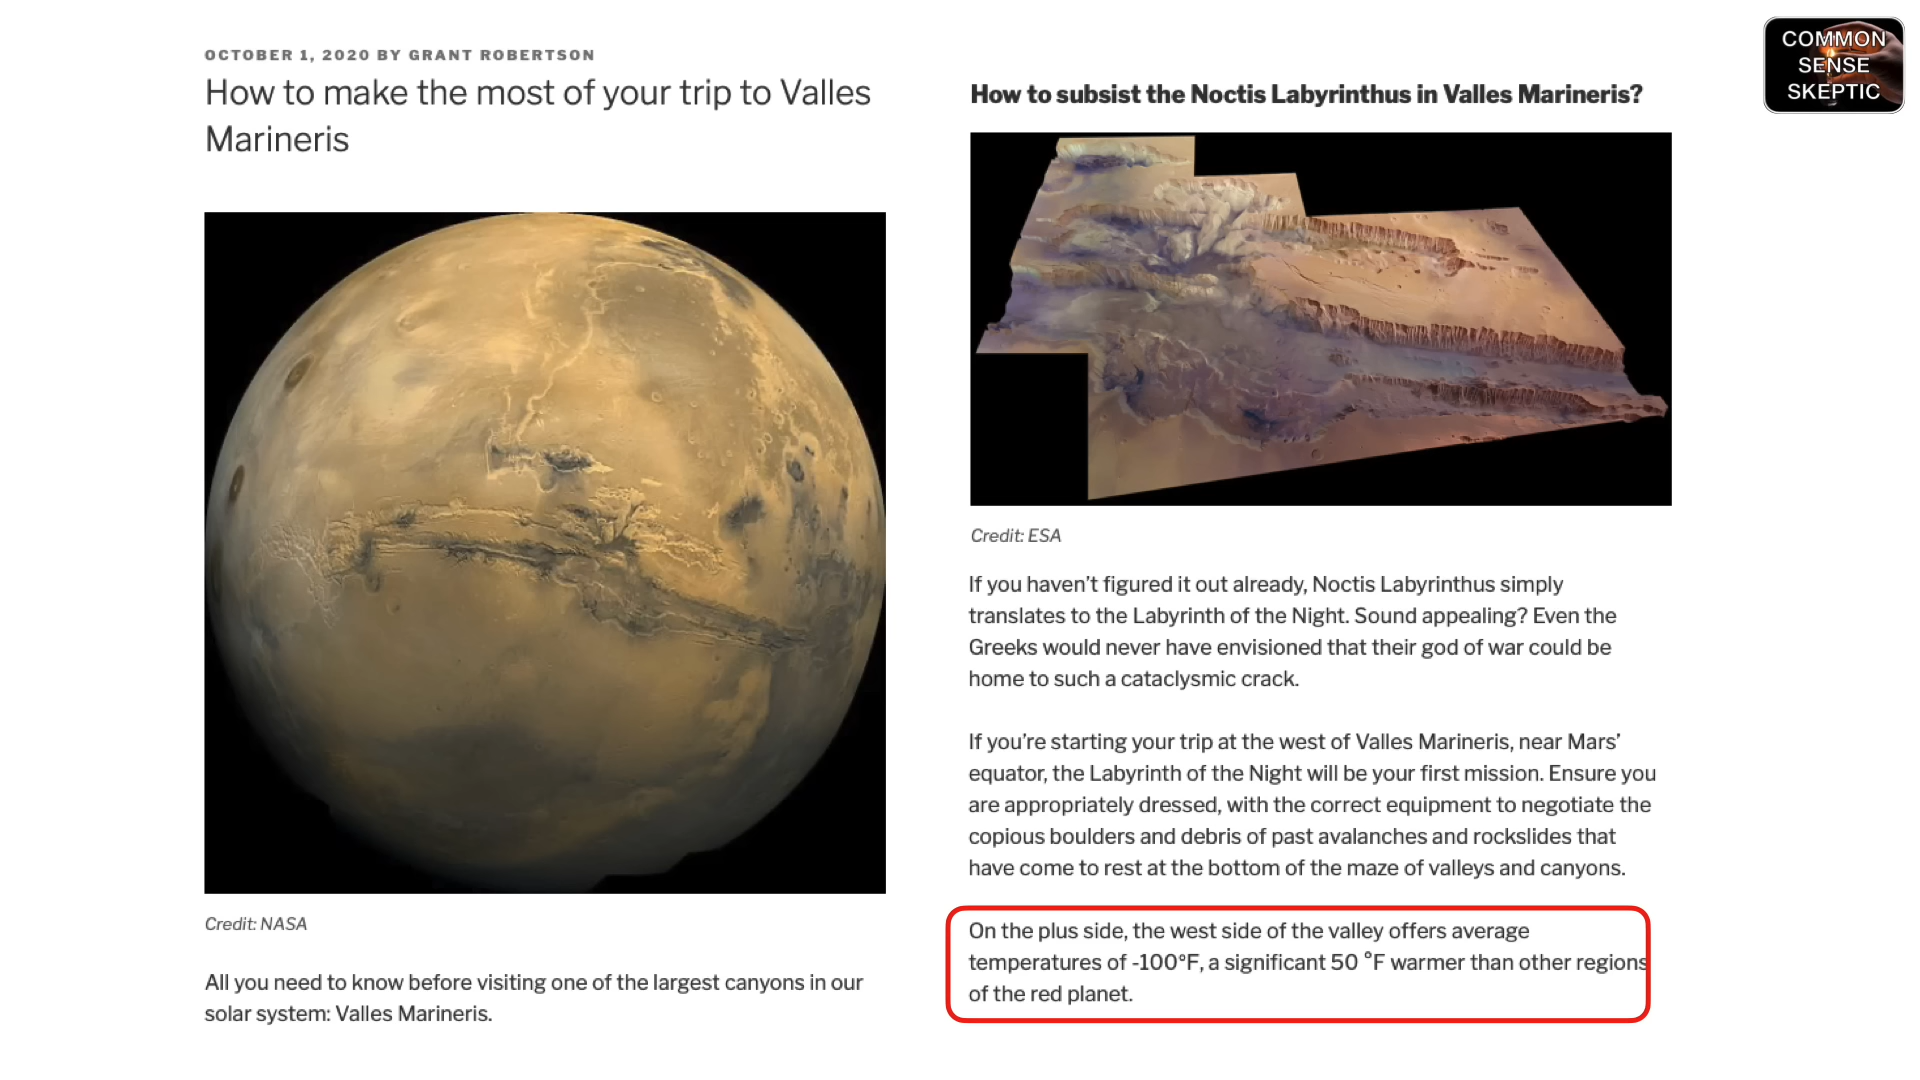 OCTOBER 1, 2020 BY GRANT ROBERTSON
How to make the most of your trip to Valles
Marineris
Credit: NASA
All you need to know before visiting one of the largest canyons in our
solar system: Valles Marineris.
How to subsist the Noctis Labyrinthus in Valles Marineris?
Credit: ESA
If you haven’t figured it out already, Noctis Labyrinthus simply
translates to the Labyrinth of the Night. Sound appealing? Even the
Greeks would never have envisioned that their god of war could be
home to such a cataclysmic crack.
If you’re starting your trip at the west of Valles Marineris, near Mars’
equator, the Labyrinth of the Night will be your first mission. Ensure you
are appropriately dressed, with the correct equipment to negotiate the
copious boulders and debris of past avalanches and rockslides that
have come to rest at the bottom of the maze of valleys and canyons.
On the plus side, the west side of the valley offers average
temperatures of -100°F, a significant 50 °F warmer than other regions
of the red planet.
COMMON
SENSE
SKEPTIC